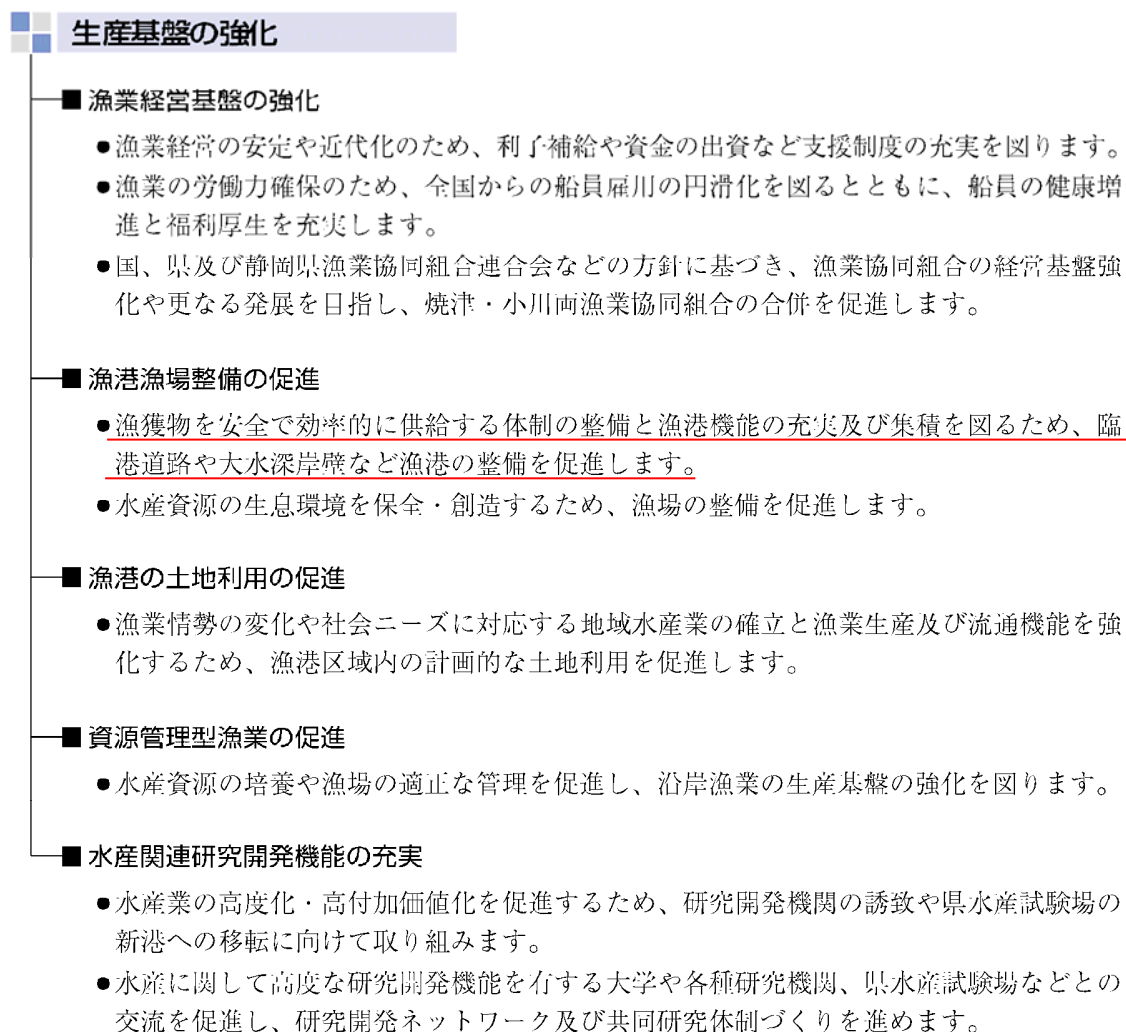 生産基盤の強化
■漁業経営基盤の強化
●漁業経営の安定や近代化のため、利子補給や資金の出資など支援制度の充実を図ります。
●漁業の労働力確保のため、全国からの船員雇用の円滑化を図るとともに、船員の健康増
進と福利厚生を充実します。
●国、県及び静岡県漁業協同組合連合会などの方針に基づき、漁業協同組合の経営基盤強
化や更なる発展を目指し、焼津・小川両漁業協同組合の合併を促進します。
■漁港漁場整備の促進
●漁獲物を安全で効率的に供給する体制の整備と漁港機能の充実及び集積を図るため、臨
港道路や大水深岸壁など漁港の整備を促進します。
●水産資源の生息環境を保全・創造するため、漁場の整備を促進します。
■漁港の土地利用の促進
●漁業情勢の変化や社会ニーズに対応する地域水産業の確立と漁業生産及び流通機能を強
化するため、漁港区域内の計画的な土地利用を促進します。
■資源管理型漁業の促進
●水産資源の培養や漁場の適正な管理を促進し、沿岸漁業の生産基盤の強化を図ります。
■水産関連研究開発機能の充実
●水産業の高度化・高付加価値化を促進するため、研究開発機関の誘致や県水産試験場の
新港への移転に向けて取り組みます。
●水産に関して高度な研究開発機能を有する大学や各種研究機関、県水産試験場などとの
交流を促進し、研究開発ネットワーク及び共同研究体制づくりを進めます。